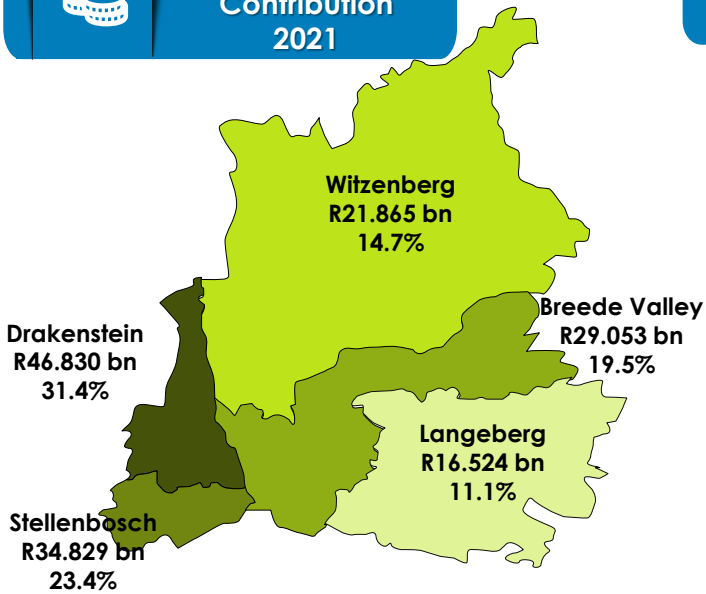 Contribution
2021
Witzenberg
R21.865 bn
14.7%
Breede Valley
R29.053 bn
19.5%
Drakenstein
R46.830 bn
31.4%
Langeberg
R16.524 bn
11.1%
Stellenbosch
R34.829 bn
23.4%